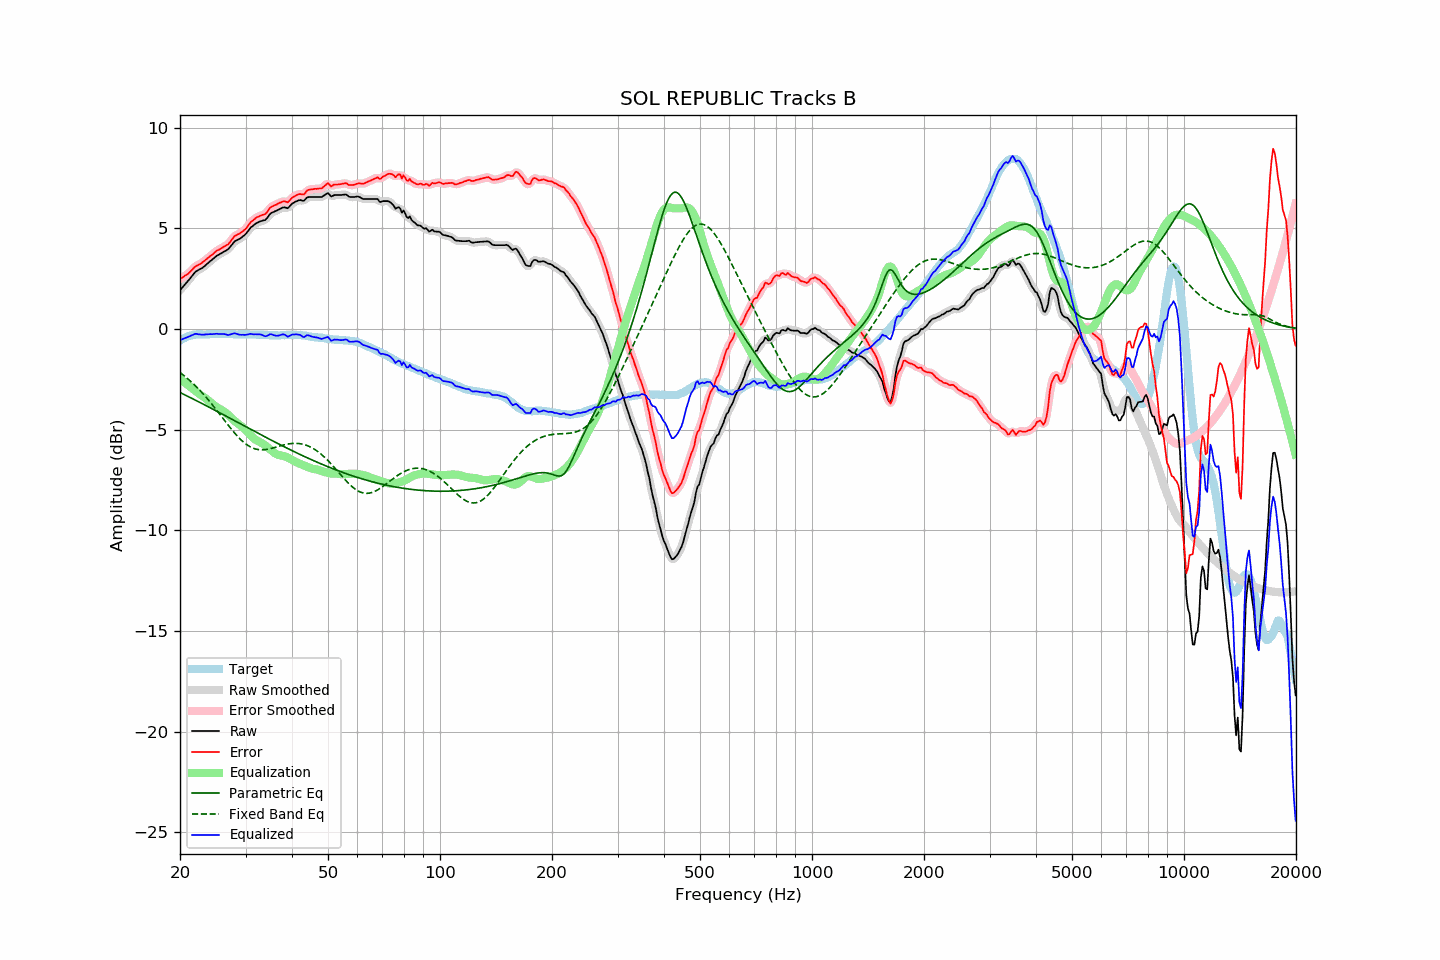 SOL REPUBLIC Tracks B
10
5
0
−5
−10
−15
−20
−25
Amplitude (dBr)
Target
Raw Smoothed
Error Smoothed
Raw
Error
Equalization
Parametric Eq
Fixed Band Eq
Equalized
20 50 100 200 500 1000 2000 5000 10000 20000
Frequency (Hz)